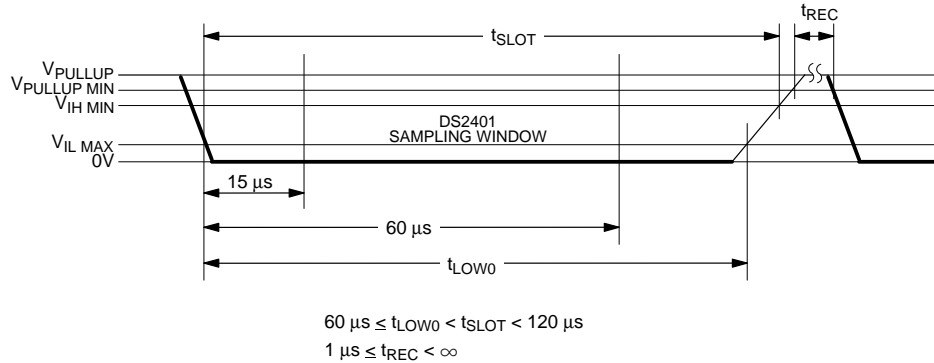 tREC
tSLOT
VPULLUP
VPULLUP MIN
VIH MIN
DS2401
SAMPLING WINDOW
VIL MAX
0V
15 μs
60 μs
tLOW0
60 μs ≤ tLOW0 < tSLOT < 120 μs
1 μs ≤ tREC < ∞